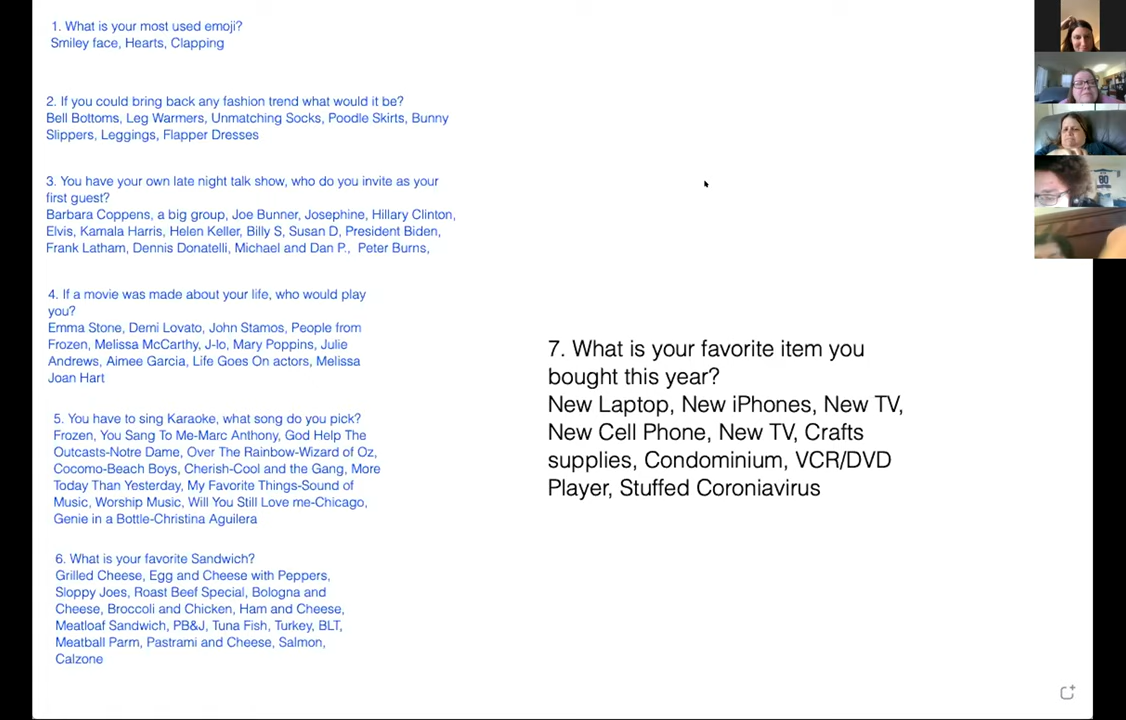 1. What is your most used emoji?
Smiley face, Hearts, Clapping
2. If you could bring back any fashion trend what would it be?
Bell Bottoms, Leg Warmers, Unmatching Socks, Poodle Skirts, Bunny
Slippers, Leggings, Flapper Dresses
3. You have your own late night talk show, who do you invite as your
first guest?
Barbara Coppens, a big group, Joe Bunner, Josephine, Hillary Clinton,
Elvis, Kamala Harris, Helen Keller, Billy S, Susan D, President Biden,
Frank Latham, Dennis Donatelli, Michael and Dan P., Peter Burns,
4. If a movie was made about your life, who would play
you?
Emma Stone, Demi Lovato, John Stamos, People from
Frozen, Melissa McCarthy, J-lo, Mary Poppins, Julie
Andrews, Aimee Garcia, Life Goes On actors, Melissa
Joan Hart
5. You have to sing Karaoke, what song do you pick?
Frozen, You Sang To Me-Marc Anthony, God Help The
Outcasts-Notre Dame, Over The Rainbow-Wizard of Oz,
Cocomo-Beach Boys, Cherish-Cool and the Gang, More
Today Than Yesterday, My Favorite Things-Sound of
Music, Worship Music, Will You Still Love me-Chicago,
Genie in a Bottle-Christina Aguilera
6. What is your favorite Sandwich?
Grilled Cheese, Egg and Cheese with Peppers,
Sloppy Joes, Roast Beef Special, Bologna and
Cheese, Broccoli and Chicken, Ham and Cheese,
Meatloaf Sandwich, PB&J, Tuna Fish, Turkey, BLT,
Meatball Parm, Pastrami and Cheese, Salmon,
Calzone
7. What is your favorite item you
bought this year?
New Laptop, New iPhones, New TV,
New Cell Phone, New TV, Crafts
supplies, Condominium, VCR/DVD
Player, Stuffed Coroniavirus